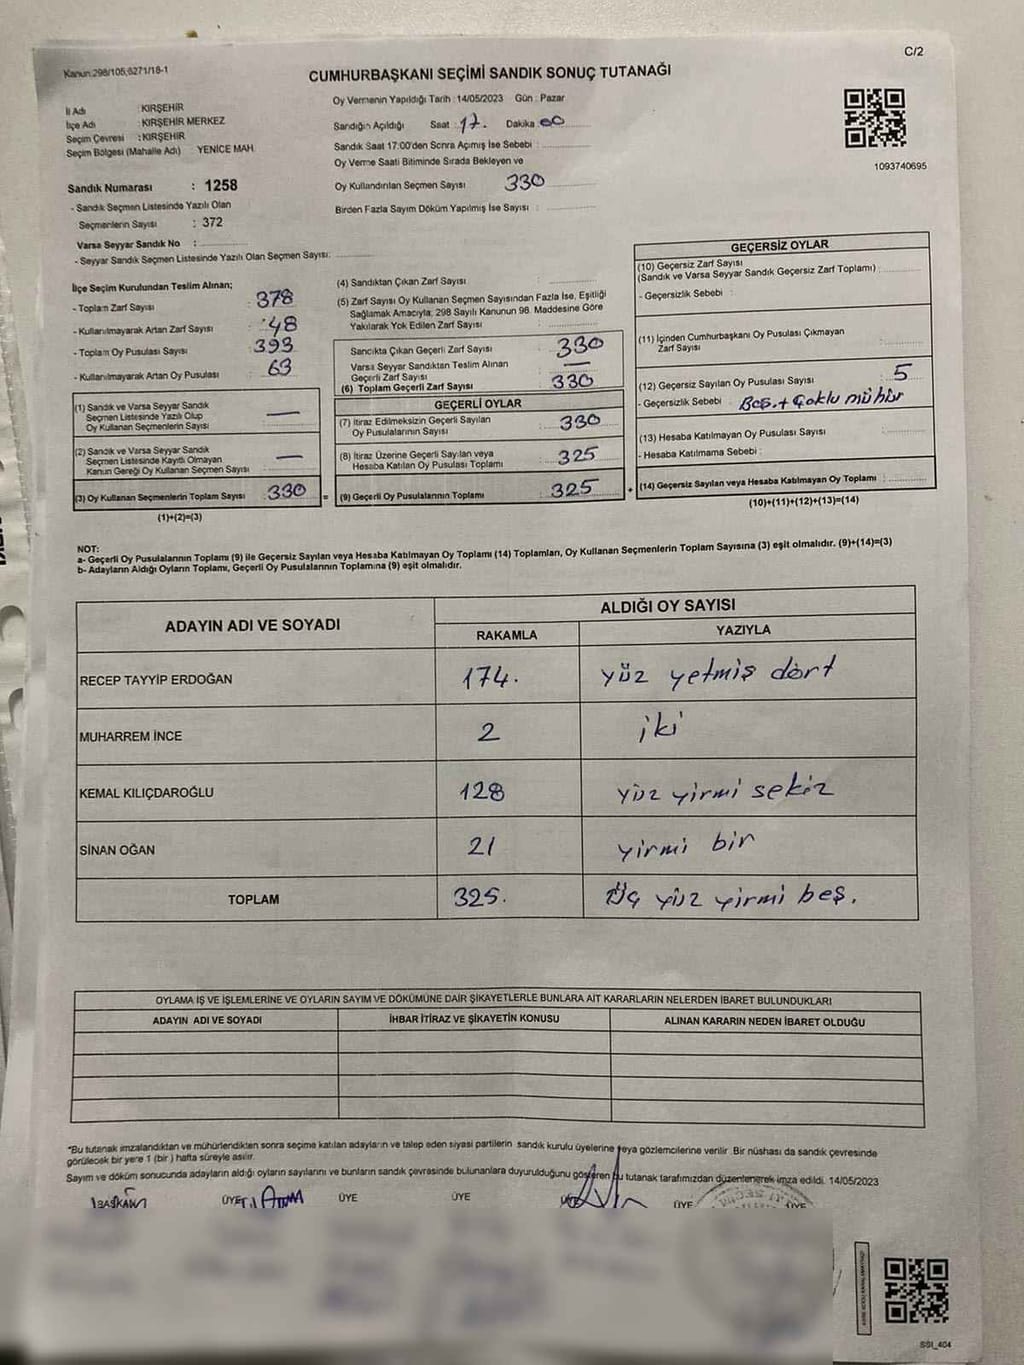 C/2
Kanun:298/105;6271/18-1
CUMHURBAŞKANI SEÇİMİ SANDIK SONUÇ TUTANAĞI
İl Adı : KIRŞEHİR
İlçe Adı : KIRŞEHİR MERKEZ
Seçim Çevresi : KIRŞEHİR
Seçim Bölgesi (Mahalle Adı) YENİCE MAH.
Sandık Numarası : 1258
- Sandık Seçmen Listesinde Yazılı Olan
Seçmenlerin Sayısı : 372
Varsa Seyyar Sandık No :
- Seyyar Sandık Seçmen Listesinde Yazılı Olan Seçmen Sayısı:
Oy Vermenin Yapıldığı Tarih : 14/05/2023 Gün : Pazar
Sandığın Açıldığı Saat 17. Dakika 00
Sandık Saat 17:00'den Sonra Açımış İse Sebebi :
Oy Verme Saati Bitiminde Sırada Bekleyen ve
Oy Kullandırılan Seçmen Sayısı 330
Birden Fazla Sayım Döküm Yapılmış İse Sayısı :
1093740695
İlçe Seçim Kurulundan Teslim Alınan;
- Toplam Zarf Sayısı 378
- Kullanılmayarak Artan Zarf Sayısı 48
- Toplam Oy Pusulası Sayısı 393
- Kullanılmayarak Artan Oy Pusulası 63
(1) Sandık ve Varsa Seyyar Sandık
Seçmen Listesinde Yazılı Olup
Oy Kullanan Seçmenlerin Sayısı —
(2) Sandık ve Varsa Seyyar Sandık
Seçmen Listesinde Kayıtlı Olmayan
Kanun Gereği Oy Kullanan Seçmen Sayısı —
(3) Oy Kullanan Seçmenlerin Toplam Sayısı 330 =
(1)+(2)=(3)
(4) Sandıktan Çıkan Zarf Sayısı
(5) Zarf Sayısı Oy Kullanan Seçmen Sayısından Fazla İse, Eşitliği
Sağlamak Amacıyla, 298 Sayılı Kanunun 98. Maddesine Göre
Yakılarak Yok Edilen Zarf Sayısı :
Sandıkta Çıkan Geçerli Zarf Sayısı 330
Varsa Seyyar Sandıktan Teslim Alınan
Geçerli Zarf Sayısı —
(6) Toplam Geçerli Zarf Sayısı 330
GEÇERLİ OYLAR
(7) İtiraz Edilmeksizin Geçerli Sayılan
Oy Pusulalarının Sayısı 330
(8) İtiraz Üzerine Geçerli Sayılan veya
Hesaba Katılan Oy Pusulası Toplamı 325
(9) Geçerli Oy Pusulalarının Toplamı 325 +
GEÇERSİZ OYLAR
(10) Geçersiz Zarf Sayısı
(Sandık ve Varsa Seyyar Sandık Geçersiz Zarf Toplamı) :
- Geçersizlik Sebebi :
(11) İçinden Cumhurbaşkanı Oy Pusulası Çıkmayan
Zarf Sayısı :
(12) Geçersiz Sayılan Oy Pusulası Sayısı 5
- Geçersizlik Sebebi : Boş + Çoklu mühür
(13) Hesaba Katılmayan Oy Pusulası Sayısı
- Hesaba Katılmama Sebebi :
(14) Geçersiz Sayılan veya Hesaba Katılmayan Oy Toplamı :
(10)+(11)+(12)+(13)=(14)
NOT:
a- Geçerli Oy Pusulalarının Toplamı (9) ile Geçersiz Sayılan veya Hesaba Katılmayan Oy Toplamı (14) Toplamları, Oy Kullanan Seçmenlerin Toplam Sayısına (3) eşit olmalıdır. (9)+(14)=(3)
b- Adayların Aldığı Oyların Toplamı, Geçerli Oy Pusulalarının Toplamına (9) eşit olmalıdır.
ADAYIN ADI VE SOYADI
ALDIĞI OY SAYISI
RAKAMLA YAZIYLA
RECEP TAYYİP ERDOĞAN 174. yüz yetmiş dört
MUHARREM İNCE 2 iki
KEMAL KILIÇDAROĞLU 128 yüz yirmi sekiz
SİNAN OĞAN 21 yirmi bir
TOPLAM 325. Üç yüz yirmi beş.
OYLAMA İŞ VE İŞLEMLERİNE VE OYLARIN SAYIM VE DÖKÜMÜNE DAİR ŞİKAYETLERLE BUNLARA AİT KARARLARIN NELERDEN İBARET BULUNDUKLARI
ADAYIN ADI VE SOYADI İHBAR İTİRAZ VE ŞİKAYETİN KONUSU ALINAN KARARIN NEDEN İBARET OLDUĞU
*Bu tutanak imzalandıktan ve mühürlendikten sonra seçime katılan adayların ve talep eden siyasi partilerin sandık kurulu üyelerine veya gözlemcilerine verilir. Bir nüshası da sandık çevresinde
görülecek bir yere 1 (bir) hafta süreyle asılır.
Sayım ve döküm sonucunda adayların aldığı oyların sayılarını ve bunların sandık çevresinde bulunanlara duyurulduğunu gösteren bu tutanak tarafımızdan düzenlenerek imza edildi. 14/05/2023
BAŞKAN ÜYE ÜYE ÜYE ÜYE ÜYE ÜYE
SSİ_404